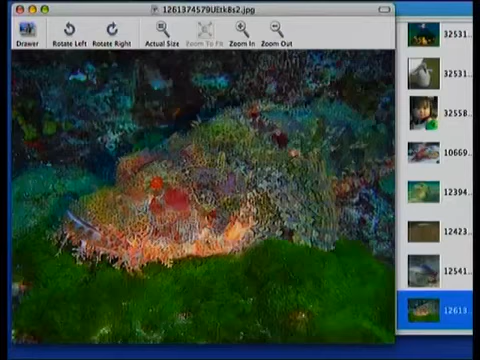 1261374579UEtk8s2.jpg
Drawer
Rotate Left
Rotate Right
Actual Size
Zoom To Fit
Zoom In
Zoom Out
32531
32531
32558..
10669
12394
12423
12541
12613